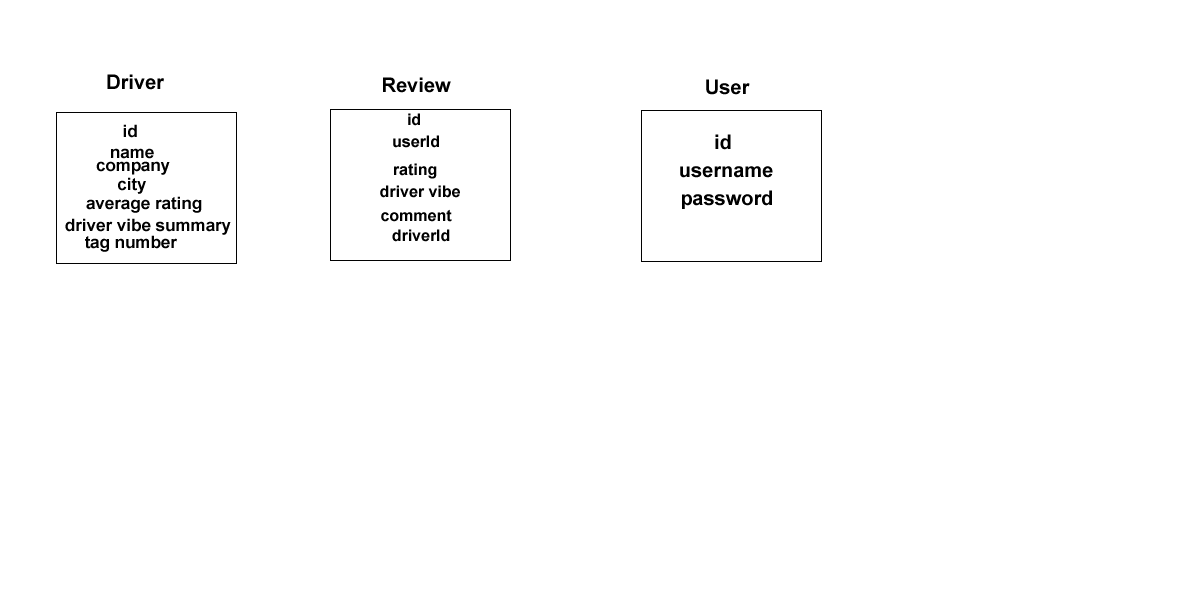 Driver
id
name
company
city
average rating
driver vibe summary
tag number
Review
id
userId
rating
driver vibe
comment
driverId
User
id
username
password